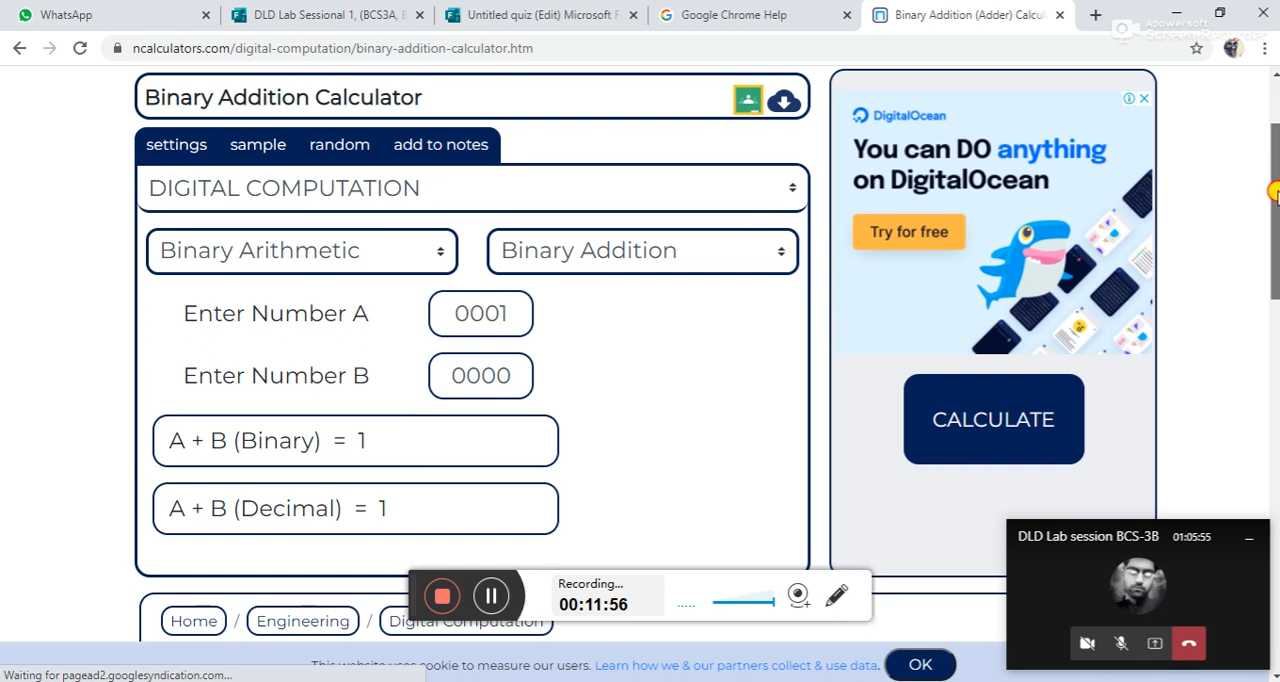 WhatsApp
DLD Lab Sessional 1, (BCS3A, B
Untitled quiz (Edit) Microsoft F
Google Chrome Help
Binary Addition (Adder) Calcul
Apowersoft
Screen Recorder
ncalculators.com/digital-computation/binary-addition-calculator.htm
Binary Addition Calculator
settings sample random add to notes
DIGITAL COMPUTATION
Binary Arithmetic Binary Addition
Enter Number A 0001
Enter Number B 0000
A + B (Binary) = 1
A + B (Decimal) = 1
DigitalOcean
You can DO anything
on DigitalOcean
Try for free
CALCULATE
DLD Lab session BCS-3B 01:05:55
Recording...
00:11:56
Home / Engineering / Digital Computation
This website uses cookie to measure our users. Learn how we & our partners collect & use data. OK
Waiting for pagead2.googlesyndication.com...